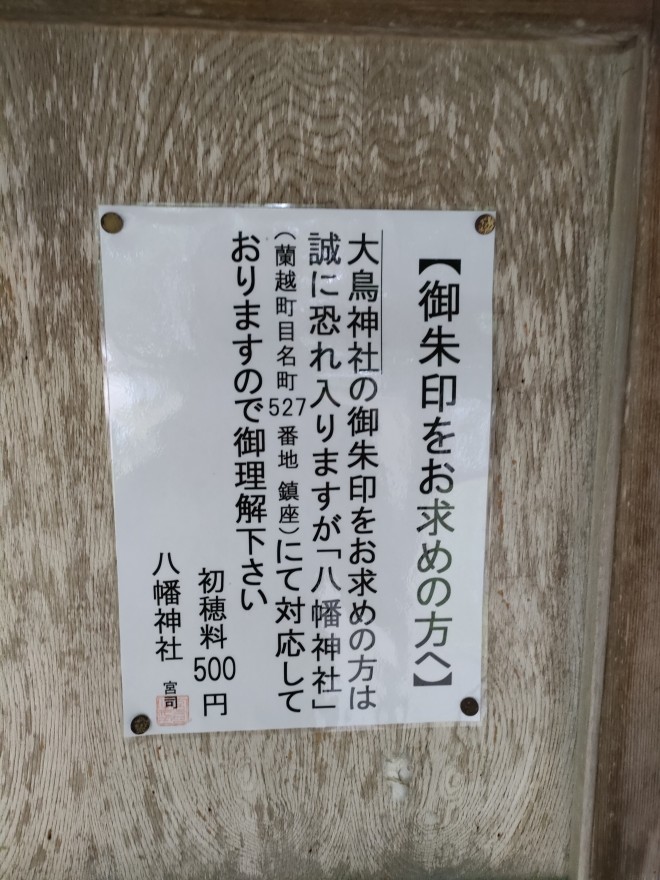 【御朱印をお求めの方へ】
大鳥神社の御朱印をお求めの方は
誠に恐れ入りますが「八幡神社」
(蘭越町目名町527番地 鎮座)にて対応して
おりますので御理解下さい
初穂料500円
八幡神社 宮司